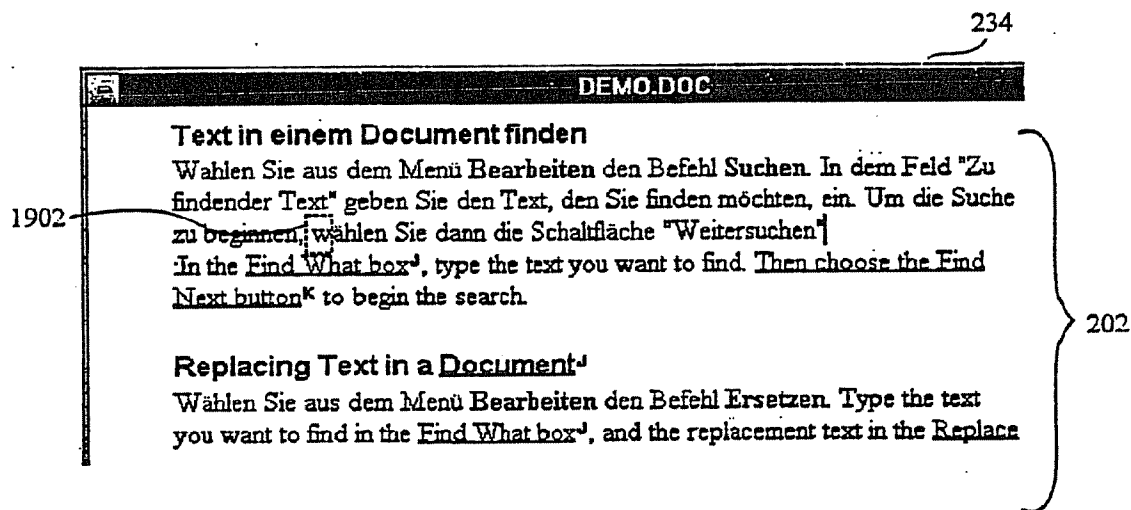 234
DEMO.DOC
Text in einem Document finden
Wahlen Sie aus dem Menü Bearbeiten den Befehl Suchen. In dem Feld "Zu
findender Text" geben Sie den Text, den Sie finden möchten, ein. Um die Suche
1902
zu beginnen, wählen Sie dann die Schaltfläche "Weitersuchen"
In the Find What box┘, type the text you want to find. Then choose the Find
Next buttonK to begin the search.
202
Replacing Text in a Document┘
Wählen Sie aus dem Menü Bearbeiten den Befehl Ersetzen. Type the text
you want to find in the Find What box┘, and the replacement text in the Replace